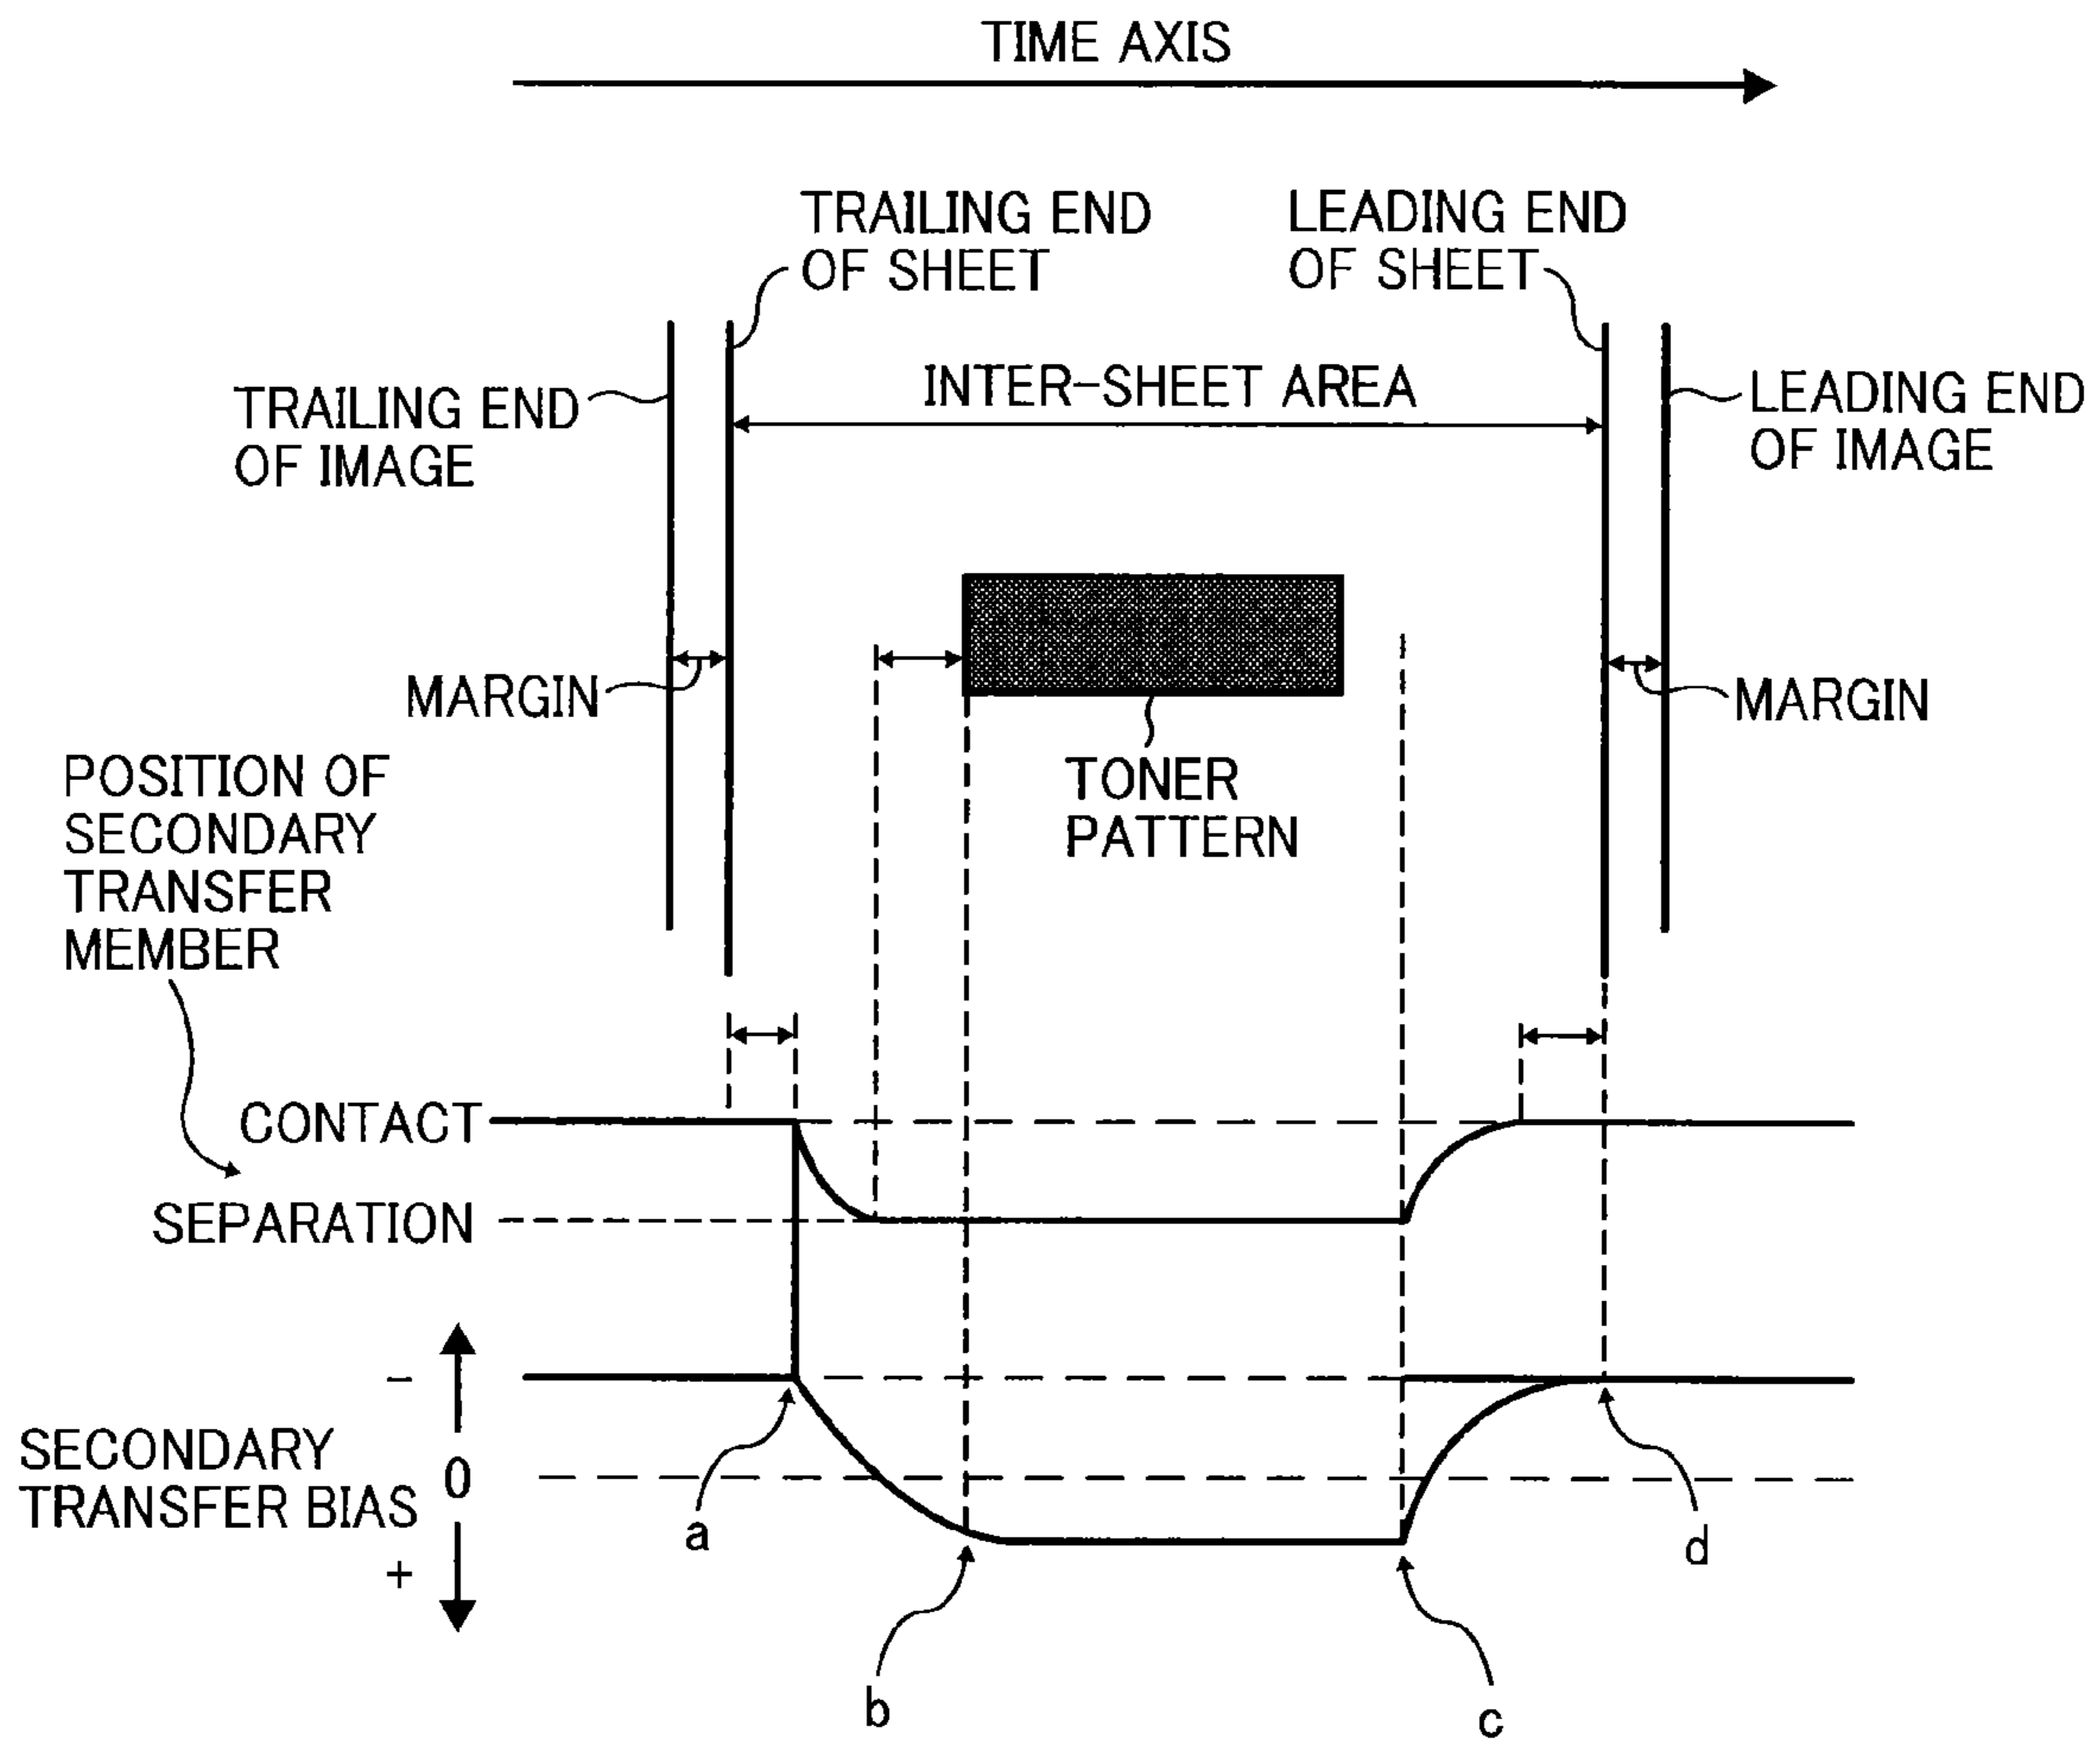 TIME AXIS
TRAILING END
OF SHEET
LEADING END
OF SHEET
INTER-SHEET AREA
TRAILING END
OF IMAGE
LEADING END
OF IMAGE
MARGIN
MARGIN
TONER
PATTERN
POSITION OF
SECONDARY
TRANSFER
MEMBER
CONTACT
SEPARATION
−
SECONDARY
TRANSFER BIAS
0
+
a
b
c
d